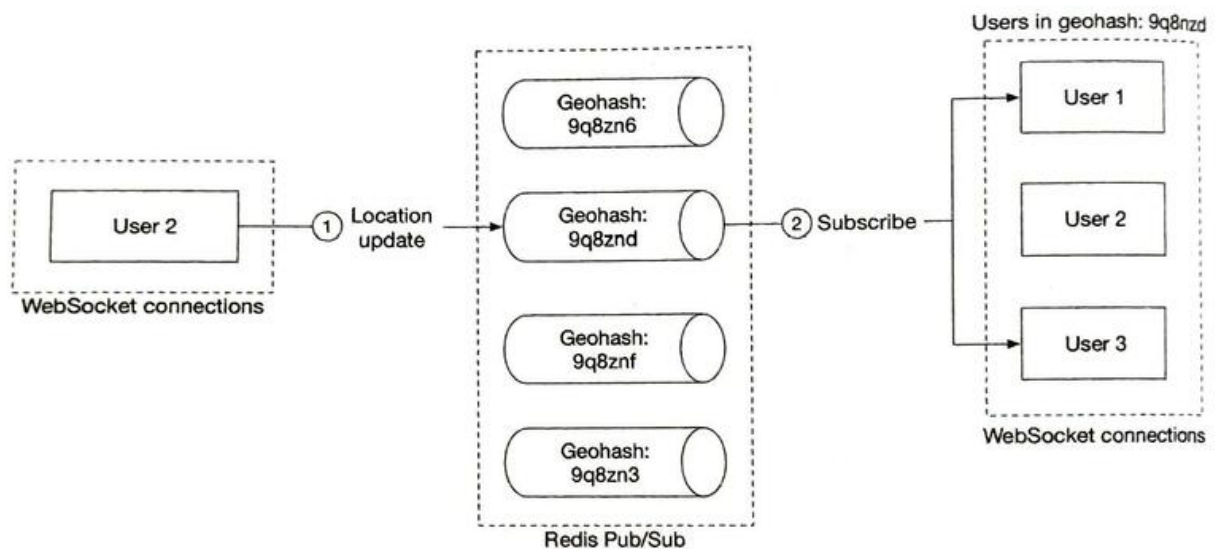 Users in geohash: 9q8nzd
Geohash:
9q8zn6
User 1
User 2
1
Location
update
Geohash:
9q8znd
2
Subscribe
User 2
WebSocket connections
Geohash:
9q8znf
User 3
Geohash:
9q8zn3
WebSocket connections
Redis Pub/Sub